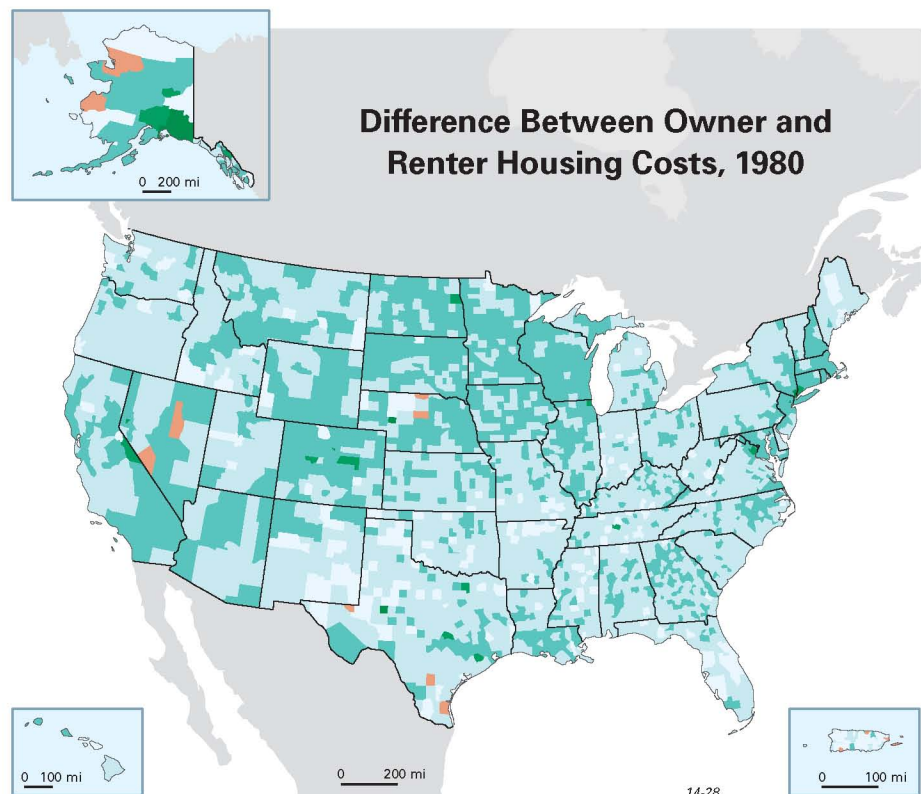 Difference Between Owner and
Renter Housing Costs, 1980
0 200 mi
0 100 mi
0 200 mi
0 100 mi
14-28